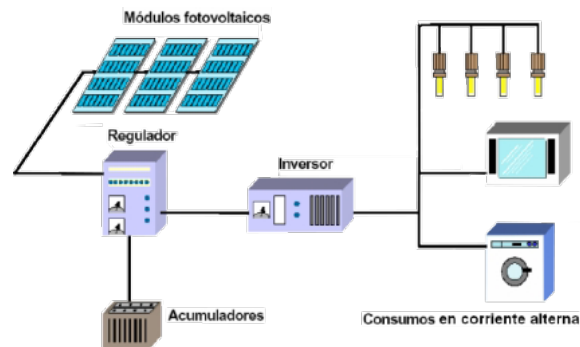 Módulos fotovoltaicos
Regulador
Inversor
Acumuladores
Consumos en corriente alterna